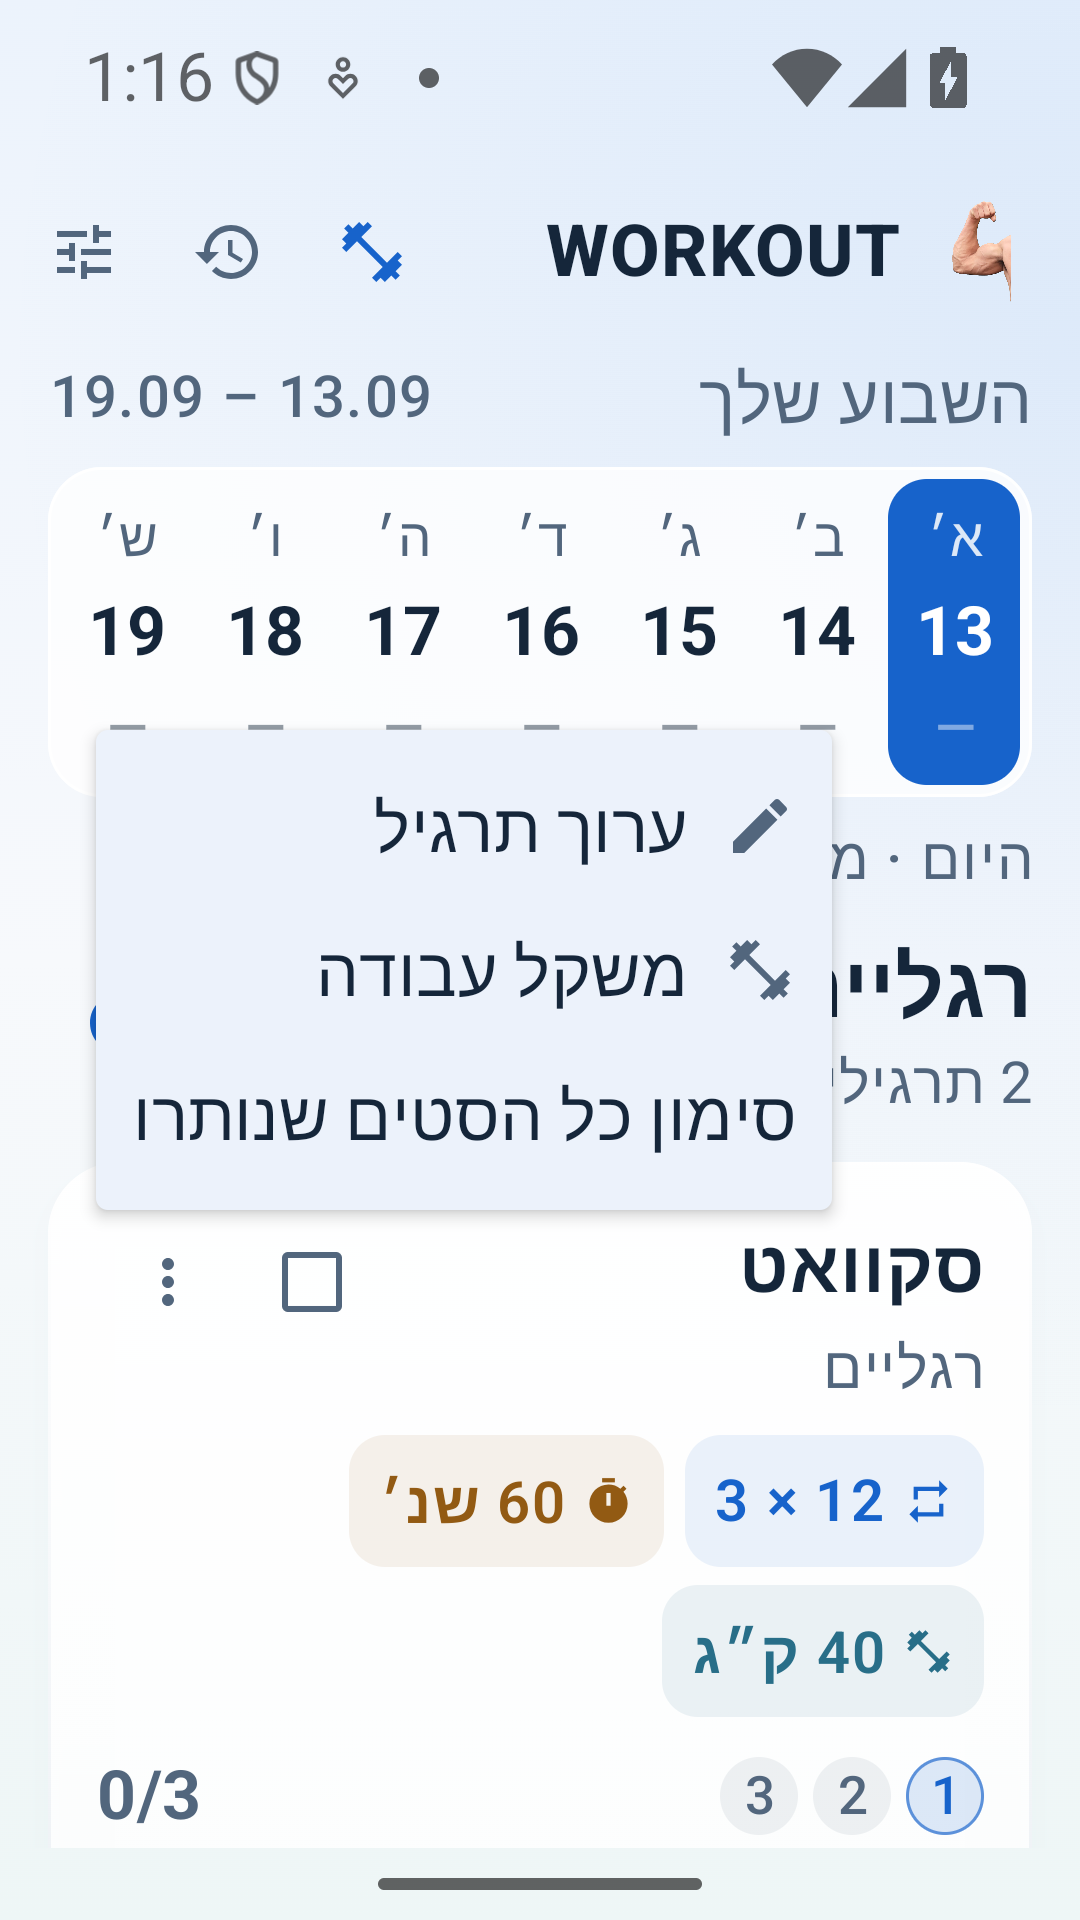 1:16
WORKOUT
השבוע שלך
13.09 – 19.09
א׳ ב׳ ג׳ ד׳ ה׳ ו׳ ש׳
13 14 15 16 17 18 19
– – – – – – –
ערוך תרגיל
משקל עבודה
סימון כל הסטים שנותרו
היום ·
2
סקוואט
רגליים
3 × 12
60 שנ׳
40 ק״ג
1 2 3
0/3